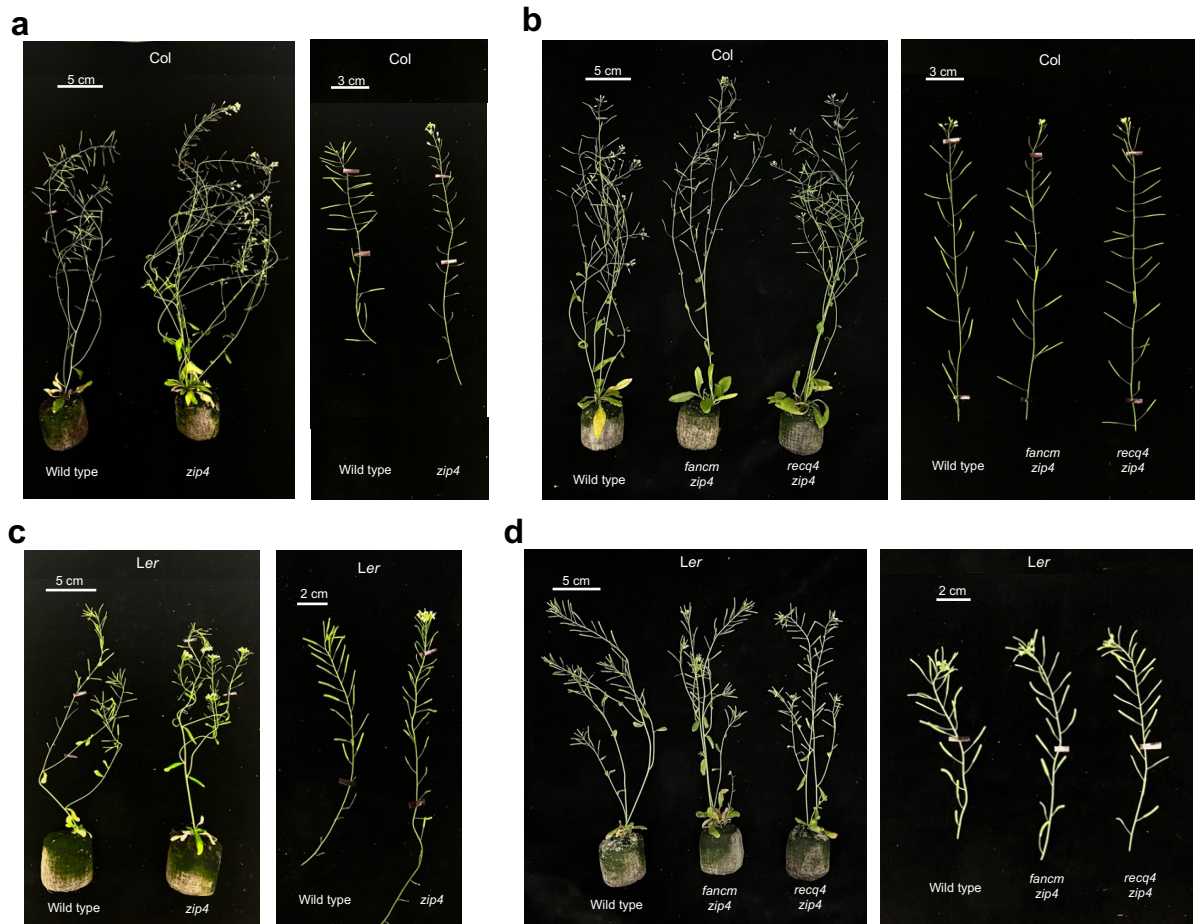 a
Col
5 cm
Wild type
zip4
Col
3 cm
Wild type
zip4
b
Col
5 cm
Wild type
fancm
zip4
recq4
zip4
Col
3 cm
Wild type
fancm
zip4
recq4
zip4
c
Ler
5 cm
Wild type
zip4
Ler
2 cm
Wild type
zip4
d
Ler
5 cm
Wild type
fancm
zip4
recq4
zip4
Ler
2 cm
Wild type
fancm
zip4
recq4
zip4